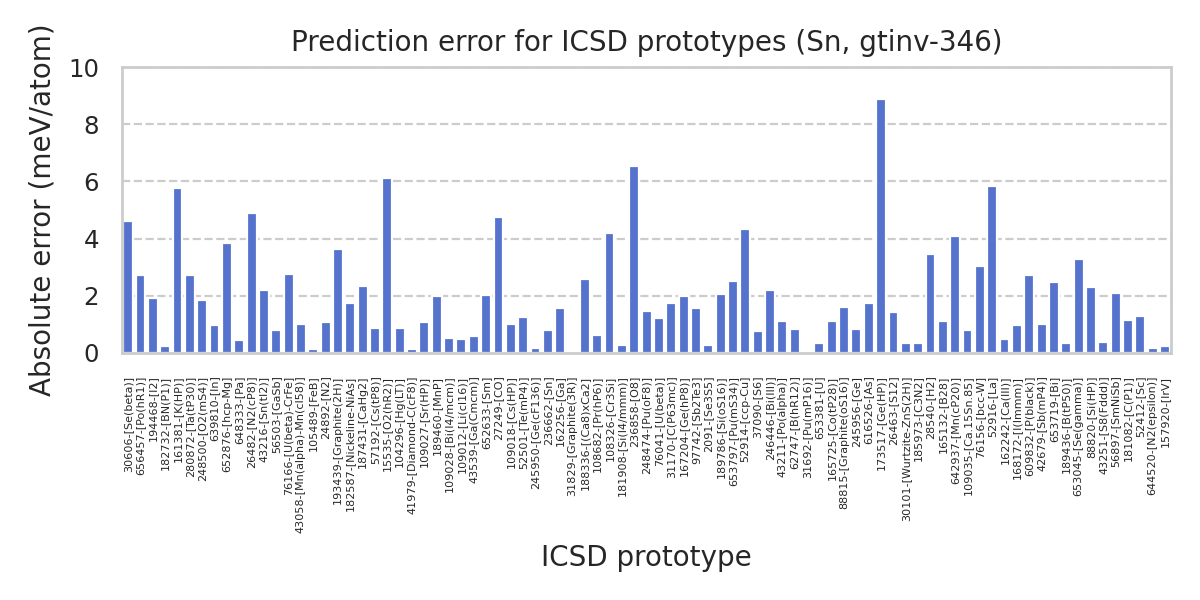 Prediction error for ICSD prototypes (Sn, gtinv-346)
Absolute error (meV/atom)
10
8
6
4
2
0
306006-[Se(beta)]
656457-[Po(hR1)]
194468-[I2]
182732-[BN(P1)]
161381-[K(HP)]
280872-[Ta(tP30)]
248500-[O2(mS4)]
639810-[In]
652876-[hcp-Mg]
648333-[Pa]
26482-[N2(cP8)]
43216-[Sn(tI2)]
56503-[GaSb]
76166-[U(beta)-CrFe]
43058-[Mn(alpha)-Mn(cI58)]
105489-[FeB]
24892-[N2]
193439-[Graphite(2H)]
182587-[Nickeline-NiAs]
187431-[CaHg2]
57192-[Cs(tP8)]
15535-[O2(hR2)]
104296-[Hg(LT)]
41979-[Diamond-C(cF8)]
109027-[Sr(HP)]
189460-[MnP]
109028-[Bi(I4/mcm)]
109012-[Li(cI16)]
43539-[Ga(Cmcm)]
652633-[Sm]
27249-[CO]
109018-[Cs(HP)]
52501-[Te(mP4)]
245950-[Ge(cF136)]
236662-[Sn]
162256-[Ga]
31829-[Graphite(3R)]
188336-[(Ca8)xCa2]
108682-[Pr(hP6)]
108326-[Cr3Si]
181908-[Si(I4/mmm)]
236858-[O8]
248474-[Pu(oF8)]
76041-[U(beta)]
31170-[C(P63mc)]
167204-[Ge(hP8)]
97742-[Sb2Te3]
2091-[Se3S5]
189786-[Si(oS16)]
653797-[Pu(mS34)]
52914-[ccp-Cu]
37090-[S6]
246446-[Bi(III)]
43211-[Po(alpha)]
62747-[B(hR12)]
31692-[Pu(mP16)]
653381-[U]
165725-[Co(tP28)]
88815-[Graphite(oS16)]
245956-[Ge]
616526-[As]
173517-[Ge(HP)]
26463-[S12]
30101-[Wurtzite-ZnS(2H)]
185973-[C3N2]
28540-[H2]
165132-[B28]
642937-[Mn(cP20)]
109035-[Ca.15Sn.85]
76156-[bcc-W]
52916-[La]
162242-[Ca(III)]
168172-[I(Immm)]
609832-[P(black)]
42679-[Sb(mP4)]
189436-[B(tP50)]
653719-[Bi]
653045-[Se(gamma)]
88820-[Si(HP)]
43251-[S8(Fddd)]
56897-[SmNiSb]
181082-[C(P1)]
52412-[Sc]
644520-[N2(epsilon)]
157920-[IrV]
ICSD prototype